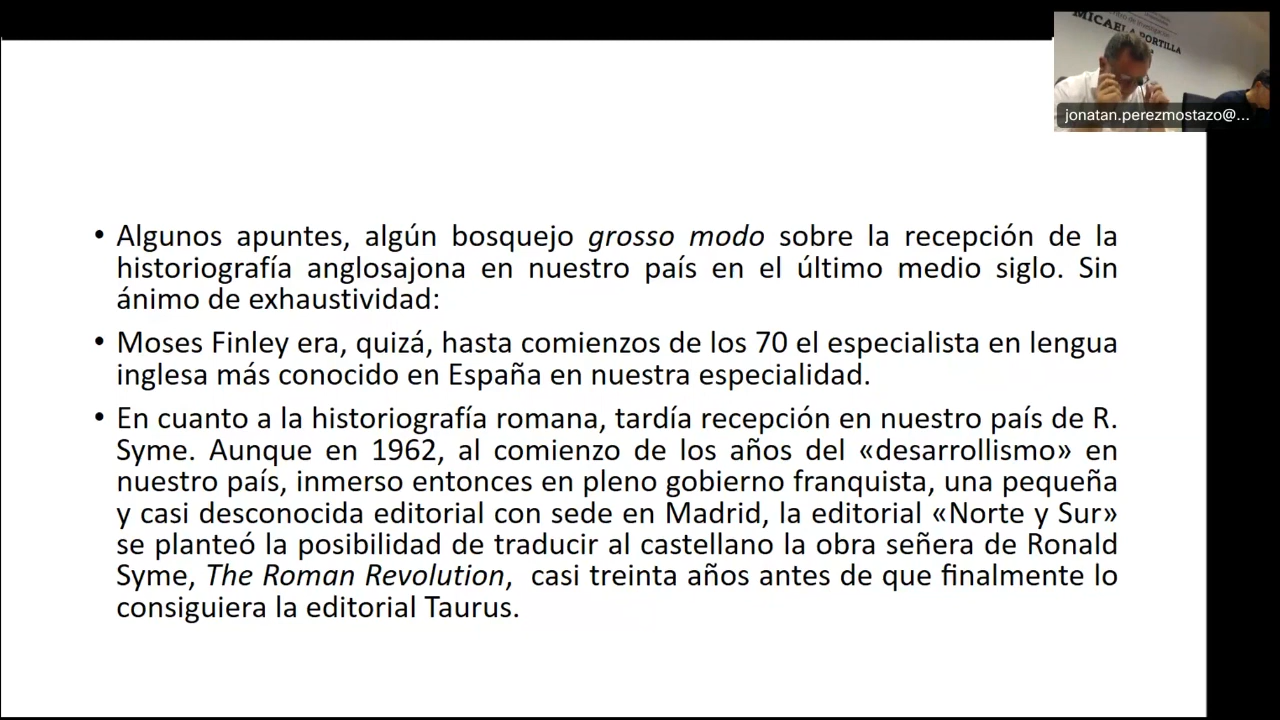 MICAELA PORTILLA
jonatan.perezmostazo@...
• Algunos apuntes, algún bosquejo grosso modo sobre la recepción de la
historiografía anglosajona en nuestro país en el último medio siglo. Sin
ánimo de exhaustividad:
• Moses Finley era, quizá, hasta comienzos de los 70 el especialista en lengua
inglesa más conocido en España en nuestra especialidad.
• En cuanto a la historiografía romana, tardía recepción en nuestro país de R.
Syme. Aunque en 1962, al comienzo de los años del «desarrollismo» en
nuestro país, inmerso entonces en pleno gobierno franquista, una pequeña
y casi desconocida editorial con sede en Madrid, la editorial «Norte y Sur»
se planteó la posibilidad de traducir al castellano la obra señera de Ronald
Syme, The Roman Revolution, casi treinta años antes de que finalmente lo
consiguiera la editorial Taurus.